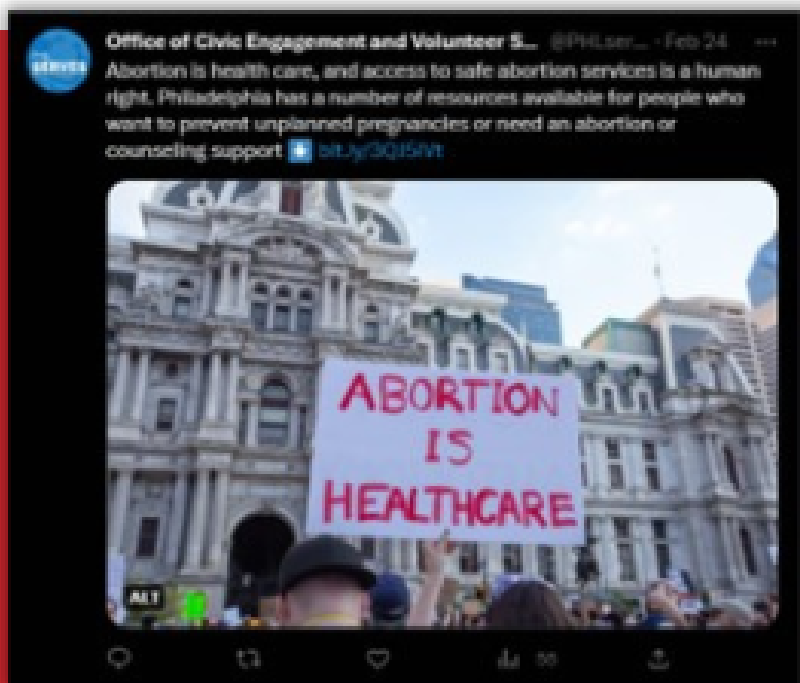 Office of Civic Engagement and Volunteer S... @PHLser... · Feb 24
Abortion is health care, and access to safe abortion services is a human
right. Philadelphia has a number of resources available for people who
want to prevent unplanned pregnancies or need an abortion or
counseling support
ABORTION
IS
HEALTHCARE
ALT